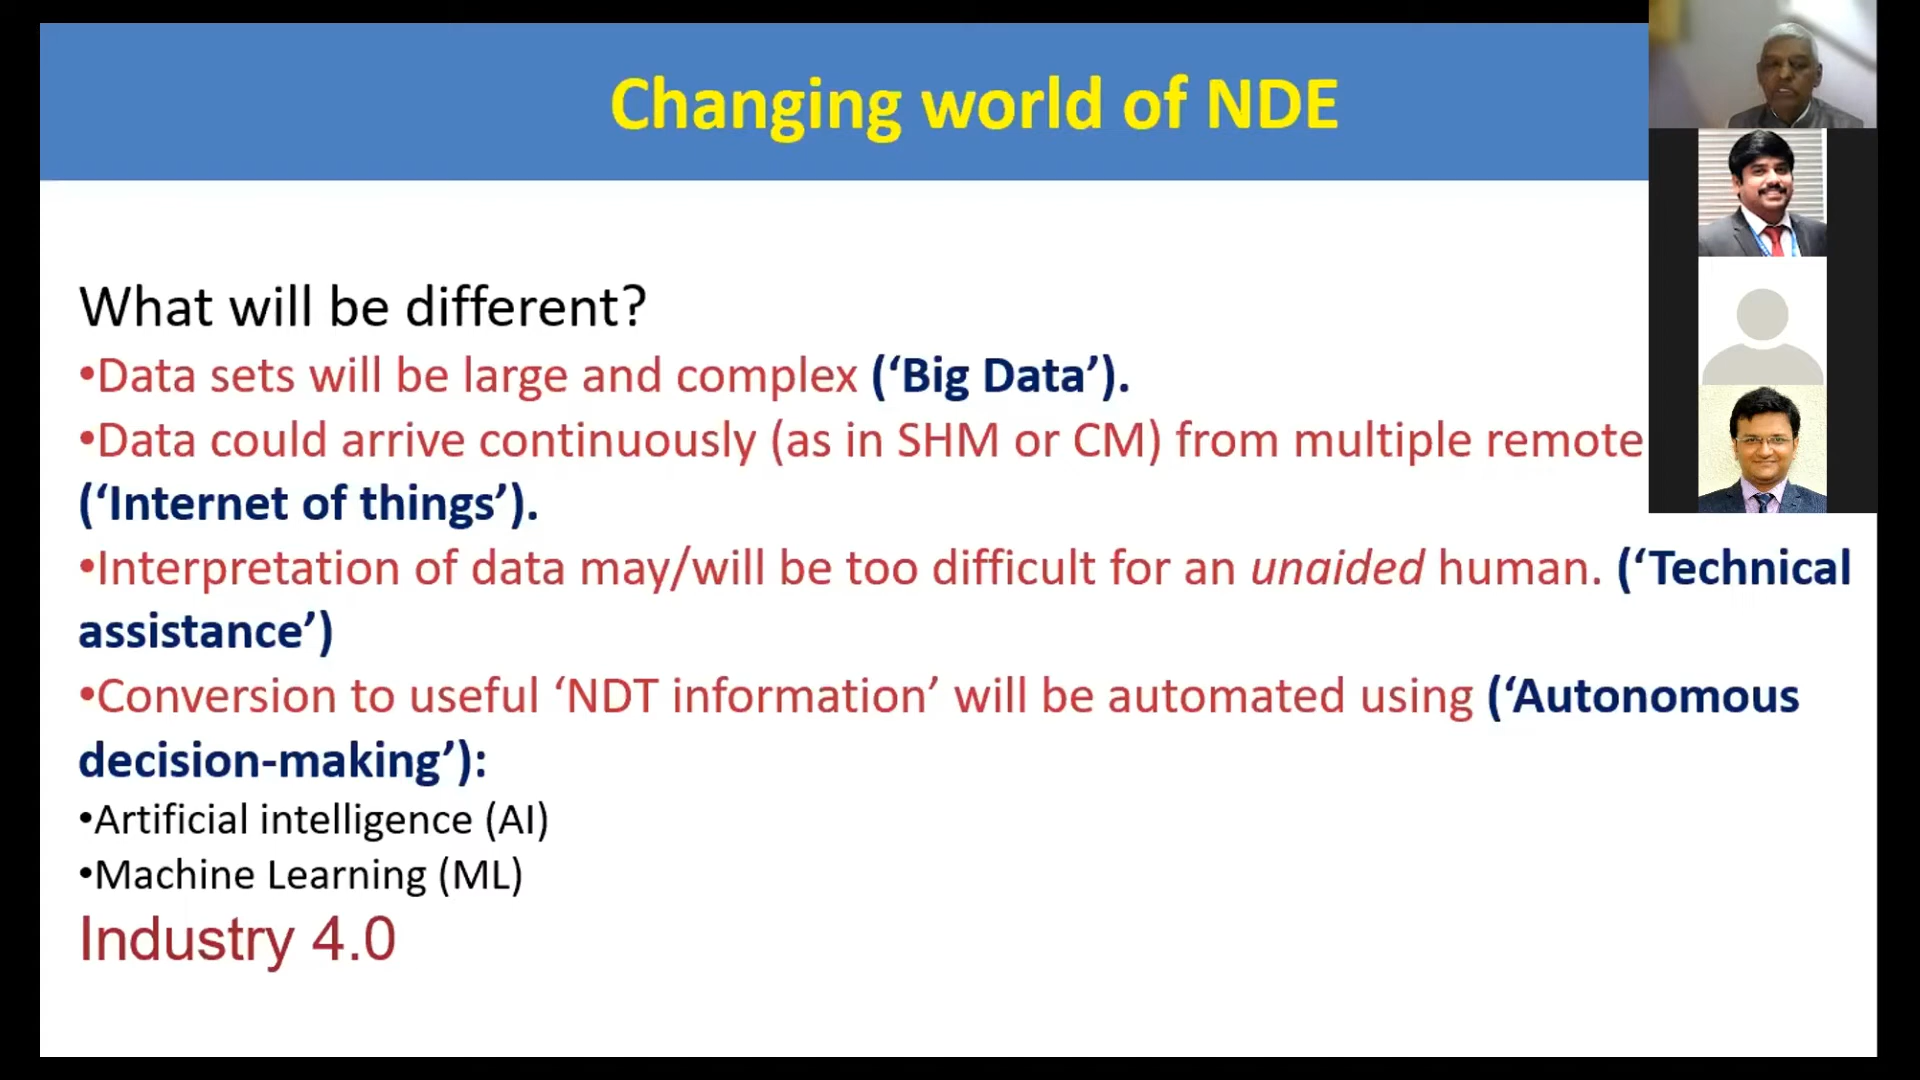 Changing world of NDE
What will be different?
•Data sets will be large and complex (‘Big Data’).
•Data could arrive continuously (as in SHM or CM) from multiple remote
(‘Internet of things’).
•Interpretation of data may/will be too difficult for an unaided human. (‘Technical
assistance’)
•Conversion to useful ‘NDT information’ will be automated using (‘Autonomous
decision-making’):
•Artificial intelligence (AI)
•Machine Learning (ML)
Industry 4.0